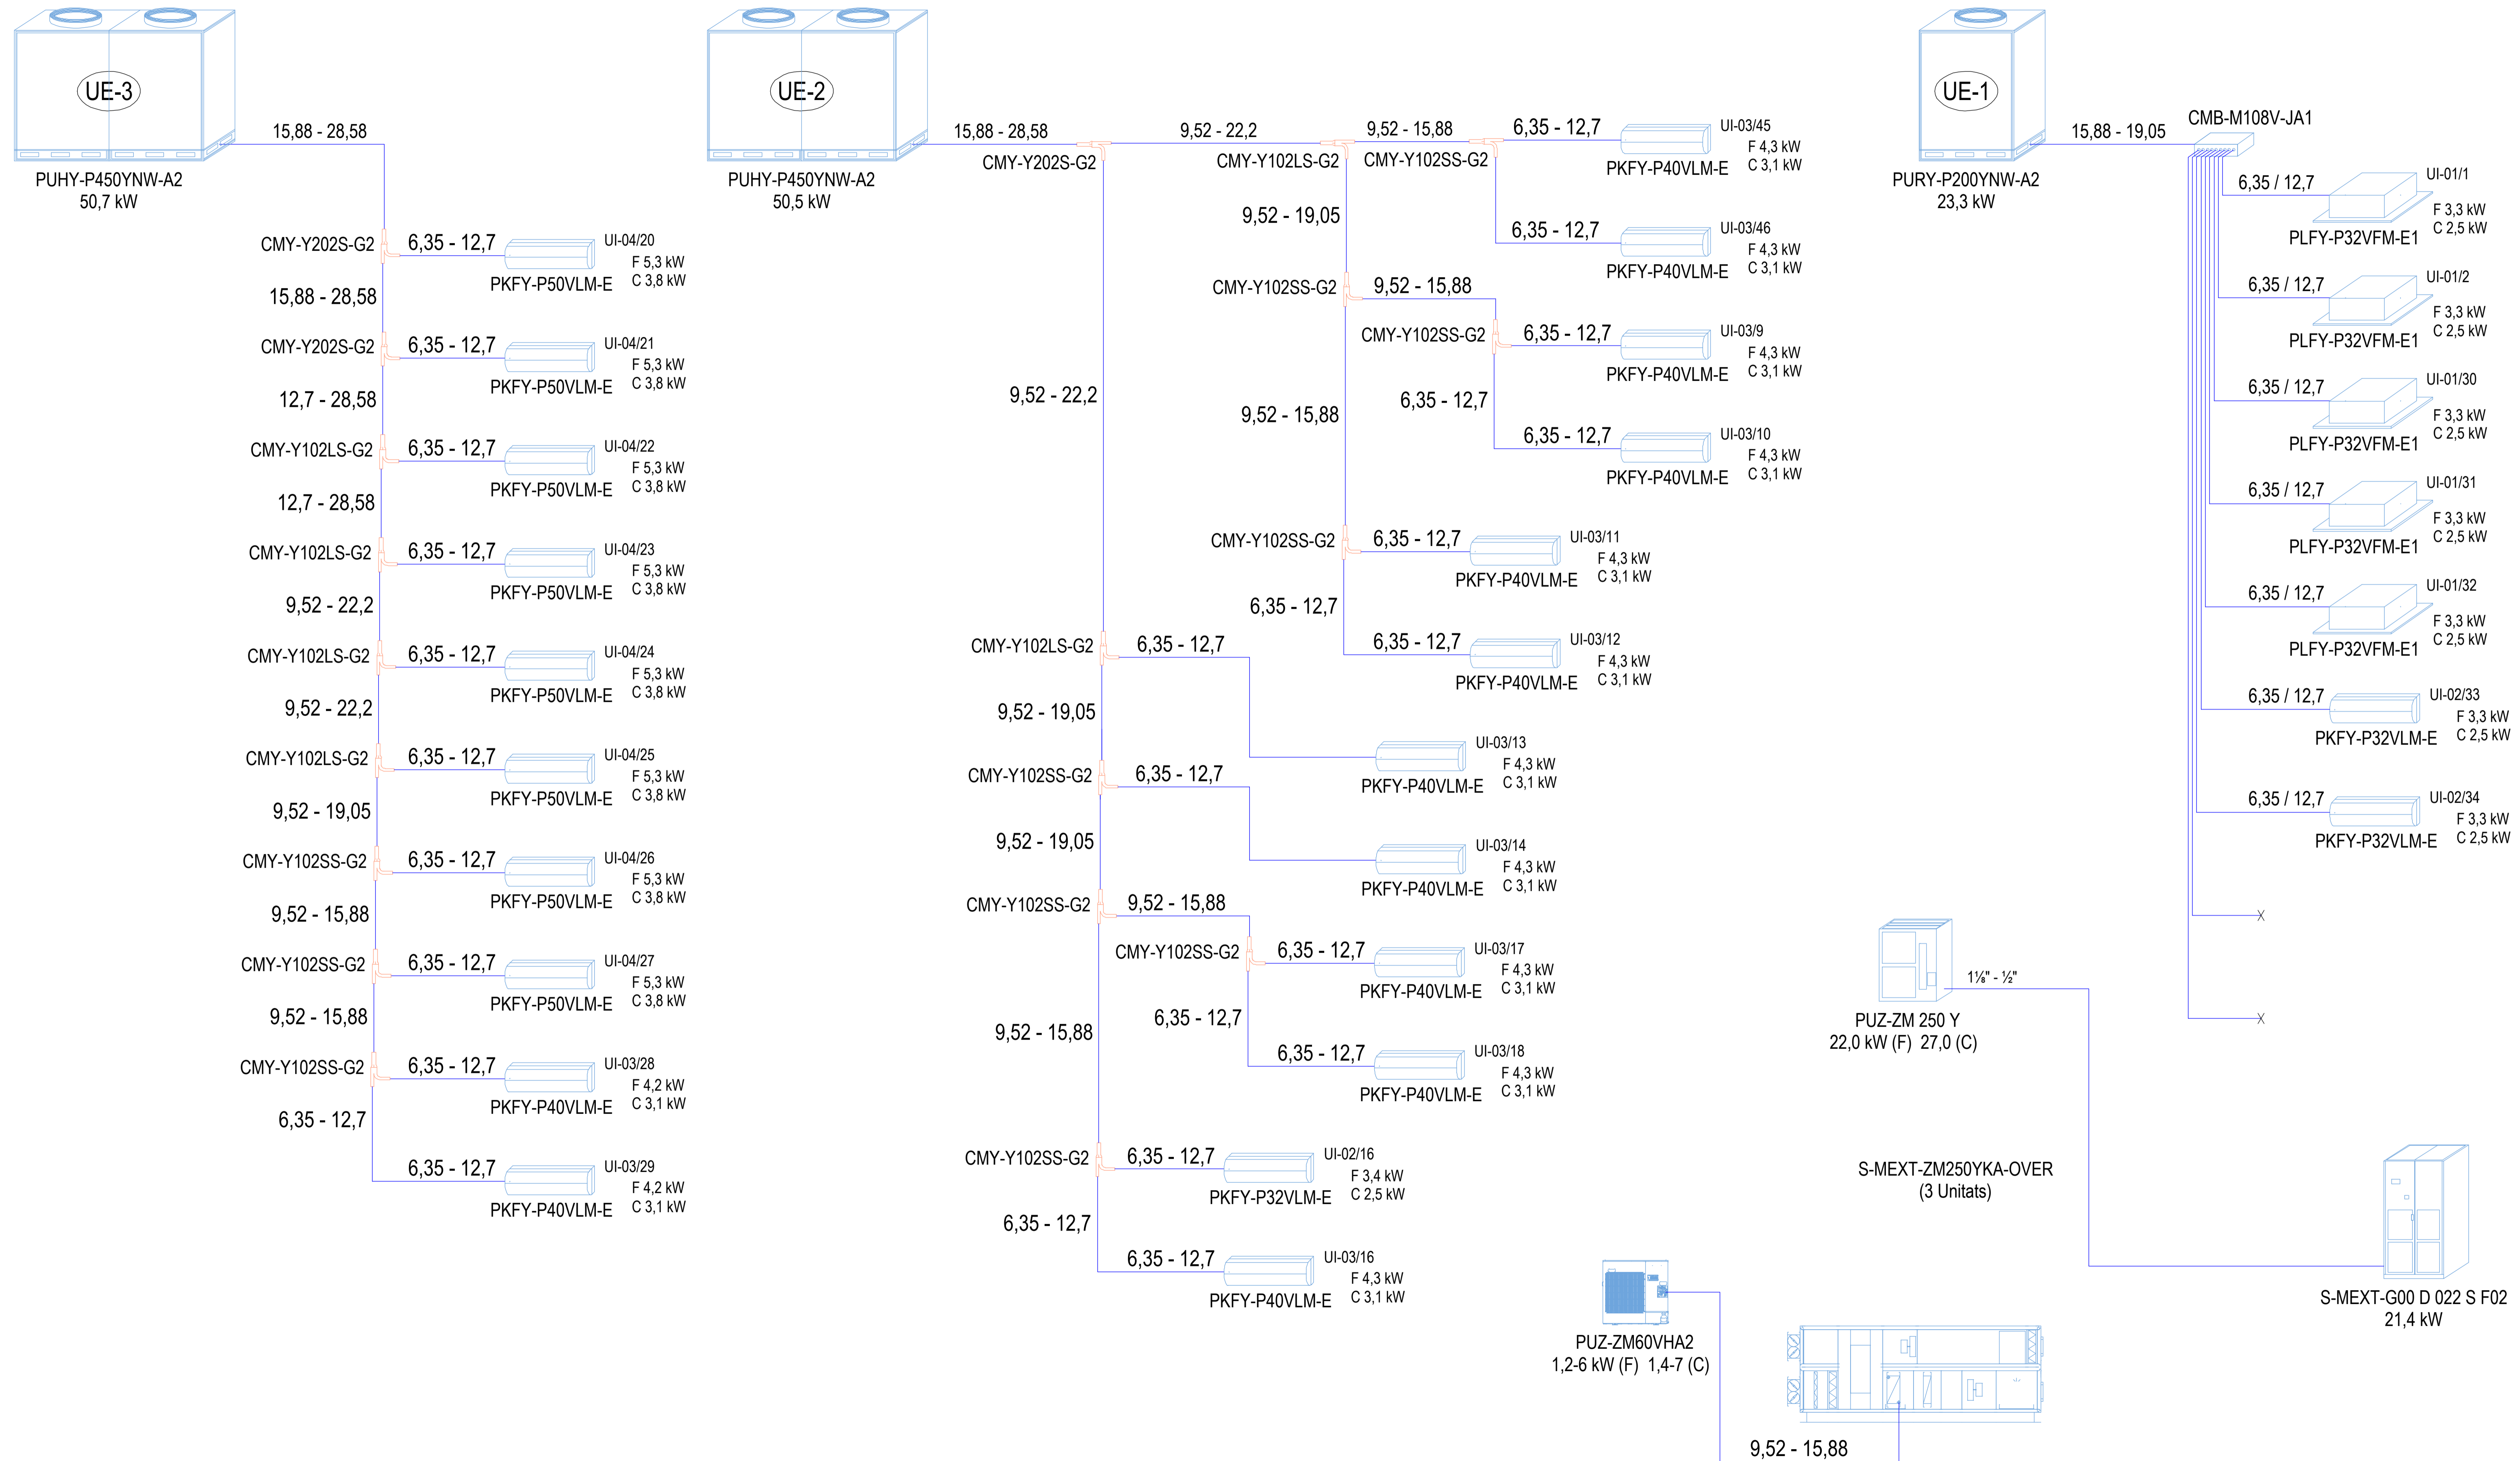 UE-3
15,88 - 28,58
PUHY-P450YNW-A2
50,7 kW
CMY-Y202S-G2
6,35 - 12,7
UI-04/20
F 5,3 kW
C 3,8 kW
PKFY-P50VLM-E
15,88 - 28,58
CMY-Y202S-G2
6,35 - 12,7
UI-04/21
F 5,3 kW
C 3,8 kW
PKFY-P50VLM-E
12,7 - 28,58
CMY-Y102LS-G2
6,35 - 12,7
UI-04/22
F 5,3 kW
C 3,8 kW
PKFY-P50VLM-E
12,7 - 28,58
CMY-Y102LS-G2
6,35 - 12,7
UI-04/23
F 5,3 kW
C 3,8 kW
PKFY-P50VLM-E
9,52 - 22,2
CMY-Y102LS-G2
6,35 - 12,7
UI-04/24
F 5,3 kW
C 3,8 kW
PKFY-P50VLM-E
9,52 - 22,2
CMY-Y102LS-G2
6,35 - 12,7
UI-04/25
F 5,3 kW
C 3,8 kW
PKFY-P50VLM-E
9,52 - 19,05
CMY-Y102SS-G2
6,35 - 12,7
UI-04/26
F 5,3 kW
C 3,8 kW
PKFY-P50VLM-E
9,52 - 15,88
CMY-Y102SS-G2
6,35 - 12,7
UI-04/27
F 5,3 kW
C 3,8 kW
PKFY-P50VLM-E
9,52 - 15,88
CMY-Y102SS-G2
6,35 - 12,7
UI-03/28
F 4,2 kW
C 3,1 kW
PKFY-P40VLM-E
6,35 - 12,7
6,35 - 12,7
UI-03/29
F 4,2 kW
C 3,1 kW
PKFY-P40VLM-E
UE-2
PUHY-P450YNW-A2
50,5 kW
15,88 - 28,58
CMY-Y202S-G2
9,52 - 22,2
CMY-Y102LS-G2
9,52 - 15,88
CMY-Y102SS-G2
6,35 - 12,7
UI-03/45
F 4,3 kW
C 3,1 kW
PKFY-P40VLM-E
6,35 - 12,7
UI-03/46
F 4,3 kW
C 3,1 kW
PKFY-P40VLM-E
9,52 - 19,05
CMY-Y102SS-G2
9,52 - 15,88
CMY-Y102SS-G2
6,35 - 12,7
UI-03/9
F 4,3 kW
C 3,1 kW
PKFY-P40VLM-E
6,35 - 12,7
6,35 - 12,7
UI-03/10
F 4,3 kW
C 3,1 kW
PKFY-P40VLM-E
9,52 - 15,88
CMY-Y102SS-G2
6,35 - 12,7
UI-03/11
F 4,3 kW
C 3,1 kW
PKFY-P40VLM-E
6,35 - 12,7
6,35 - 12,7
UI-03/12
F 4,3 kW
C 3,1 kW
PKFY-P40VLM-E
9,52 - 22,2
CMY-Y102LS-G2
6,35 - 12,7
UI-03/13
F 4,3 kW
C 3,1 kW
PKFY-P40VLM-E
9,52 - 19,05
CMY-Y102SS-G2
6,35 - 12,7
UI-03/14
F 4,3 kW
C 3,1 kW
PKFY-P40VLM-E
9,52 - 19,05
CMY-Y102SS-G2
9,52 - 15,88
CMY-Y102SS-G2
6,35 - 12,7
UI-03/17
F 4,3 kW
C 3,1 kW
PKFY-P40VLM-E
6,35 - 12,7
6,35 - 12,7
UI-03/18
F 4,3 kW
C 3,1 kW
PKFY-P40VLM-E
9,52 - 15,88
CMY-Y102SS-G2
6,35 - 12,7
UI-02/16
F 3,4 kW
C 2,5 kW
PKFY-P32VLM-E
6,35 - 12,7
6,35 - 12,7
UI-03/16
F 4,3 kW
C 3,1 kW
PKFY-P40VLM-E
UE-1
PURY-P200YNW-A2
23,3 kW
15,88 - 19,05
CMB-M108V-JA1
6,35 / 12,7
UI-01/1
F 3,3 kW
C 2,5 kW
PLFY-P32VFM-E1
6,35 / 12,7
UI-01/2
F 3,3 kW
C 2,5 kW
PLFY-P32VFM-E1
6,35 / 12,7
UI-01/30
F 3,3 kW
C 2,5 kW
PLFY-P32VFM-E1
6,35 / 12,7
UI-01/31
F 3,3 kW
C 2,5 kW
PLFY-P32VFM-E1
6,35 / 12,7
UI-01/32
F 3,3 kW
C 2,5 kW
PLFY-P32VFM-E1
6,35 / 12,7
UI-02/33
F 3,3 kW
C 2,5 kW
PKFY-P32VLM-E
6,35 / 12,7
UI-02/34
F 3,3 kW
C 2,5 kW
PKFY-P32VLM-E
1⅛" - ½"
PUZ-ZM 250 Y
22,0 kW (F) 27,0 (C)
S-MEXT-ZM250YKA-OVER
(3 Unitats)
S-MEXT-G00 D 022 S F02
21,4 kW
PUZ-ZM60VHA2
1,2-6 kW (F) 1,4-7 (C)
9,52 - 15,88